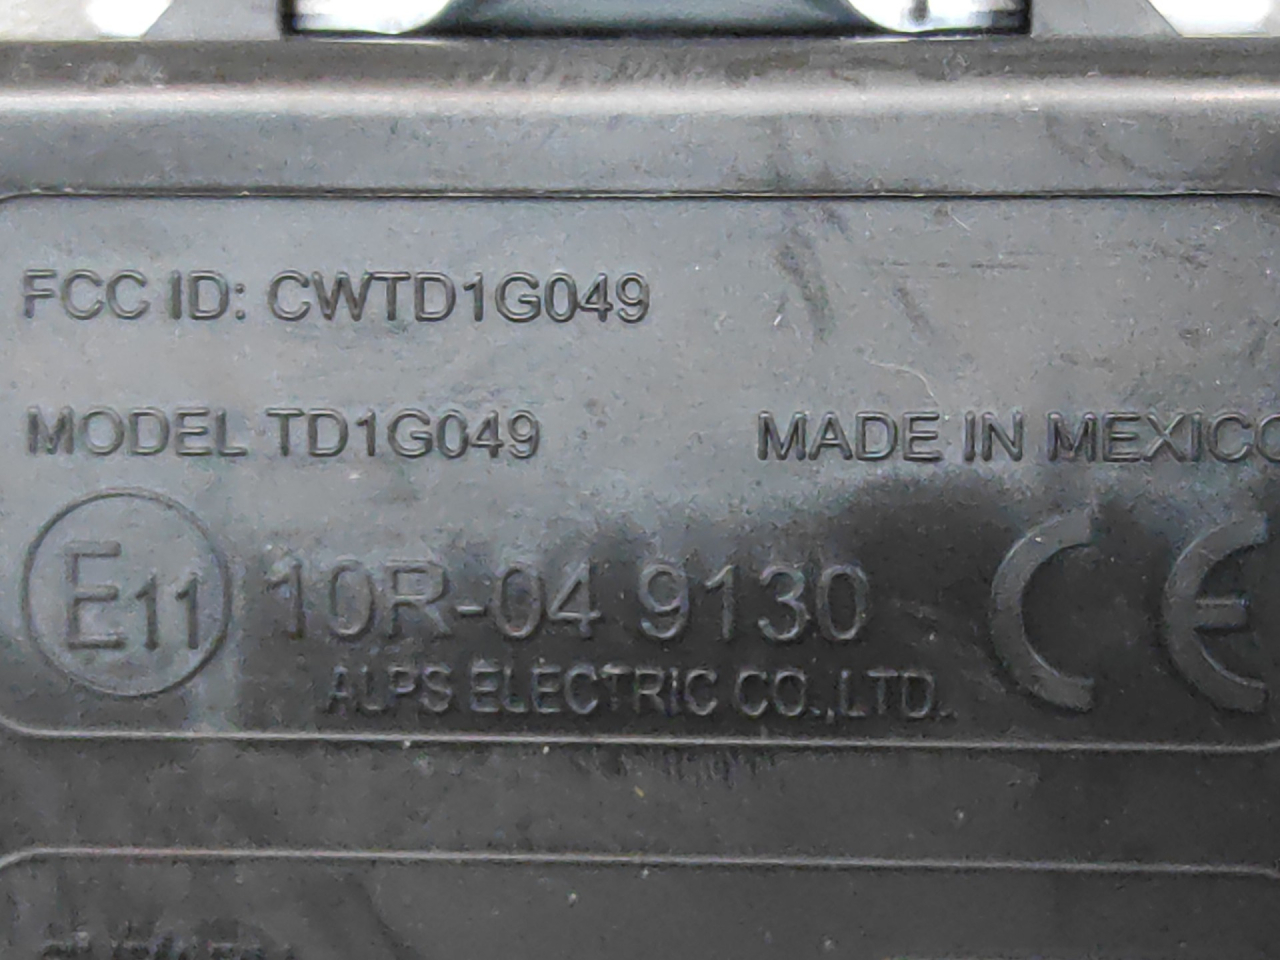 FCC ID: CWTD1G049
MODEL TD1G049
MADE IN MEXICO
E11 10R-04 9130 CE
ALPS ELECTRIC CO.,LTD.